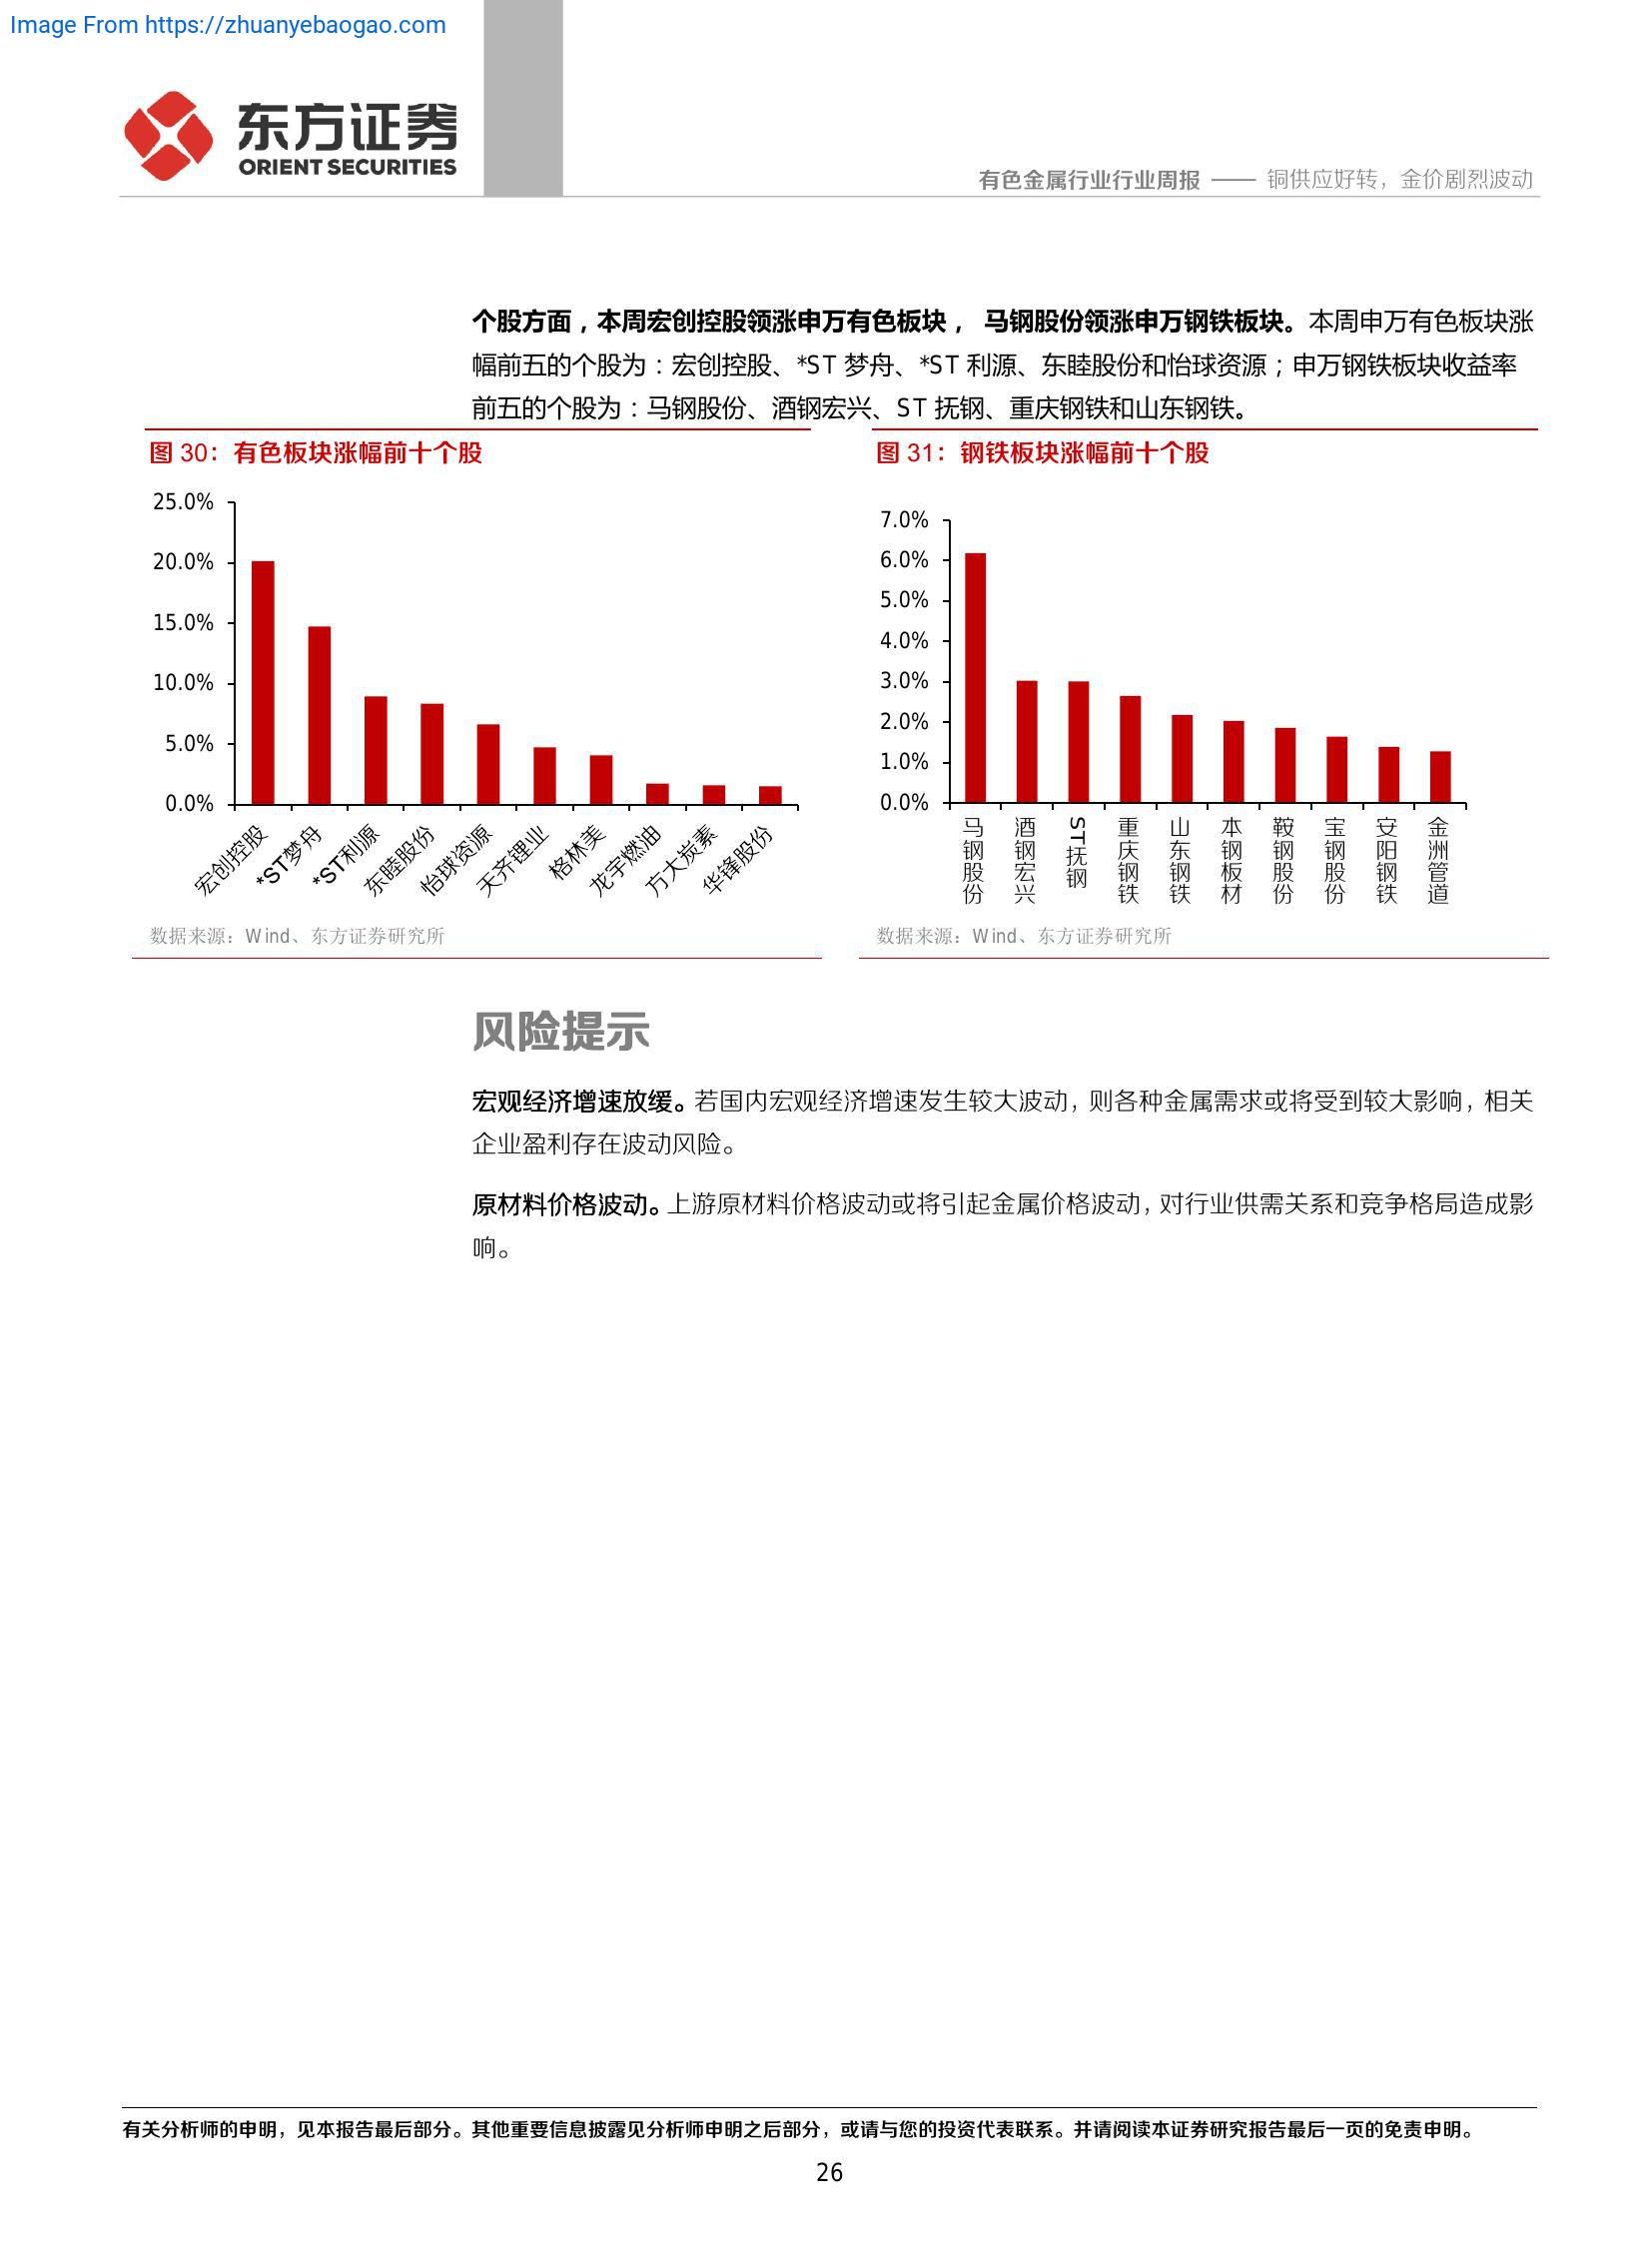 Image From https://zhuanyebaogao.com
东方证券
ORIENT SECURITIES
有色金属行业行业周报 —— 铜供应好转，金价剧烈波动
个股方面，本周宏创控股领涨申万有色板块， 马钢股份领涨申万钢铁板块。本周申万有色板块涨
幅前五的个股为：宏创控股、*ST 梦舟、*ST 利源、东睦股份和怡球资源；申万钢铁板块收益率
前五的个股为：马钢股份、酒钢宏兴、ST 抚钢、重庆钢铁和山东钢铁。
图 30：有色板块涨幅前十个股
25.0%
20.0%
15.0%
10.0%
5.0%
0.0%
宏创控股
*ST梦舟
*ST利源
东睦股份
怡球资源
天齐锂业
格林美
龙宇燃油
方大炭素
华锋股份
数据来源：Wind、东方证券研究所
图 31：钢铁板块涨幅前十个股
7.0%
6.0%
5.0%
4.0%
3.0%
2.0%
1.0%
0.0%
马钢股份
酒钢宏兴
ST抚钢
重庆钢铁
山东钢铁
本钢板材
鞍钢股份
宝钢股份
安阳钢铁
金洲管道
数据来源：Wind、东方证券研究所
风险提示
宏观经济增速放缓。若国内宏观经济增速发生较大波动，则各种金属需求或将受到较大影响，相关
企业盈利存在波动风险。
原材料价格波动。上游原材料价格波动或将引起金属价格波动，对行业供需关系和竞争格局造成影
响。
有关分析师的申明，见本报告最后部分。其他重要信息披露见分析师申明之后部分，或请与您的投资代表联系。并请阅读本证券研究报告最后一页的免责申明。
26